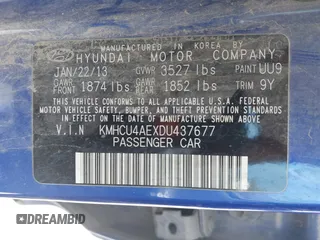 MANUFACTURED IN KOREA BY
HYUNDAI MOTOR COMPANY
JAN/22/13 GVWR 3527 lbs PAINT UU9
GAWR FRONT 1874 lbs GAWR REAR 1852 lbs TRIM 9Y
THIS VEHICLE CONFORMS TO ALL APPLICABLE U.S.A. FEDERAL
MOTOR VEHICLE SAFETY, BUMPER, AND THEFT PREVENTION STANDARDS
IN EFFECT ON THE DATE OF MANUFACTURE SHOWN ABOVE.
V.I.N KMHCU4AEXDU437677
PASSENGER CAR
DREAMBID